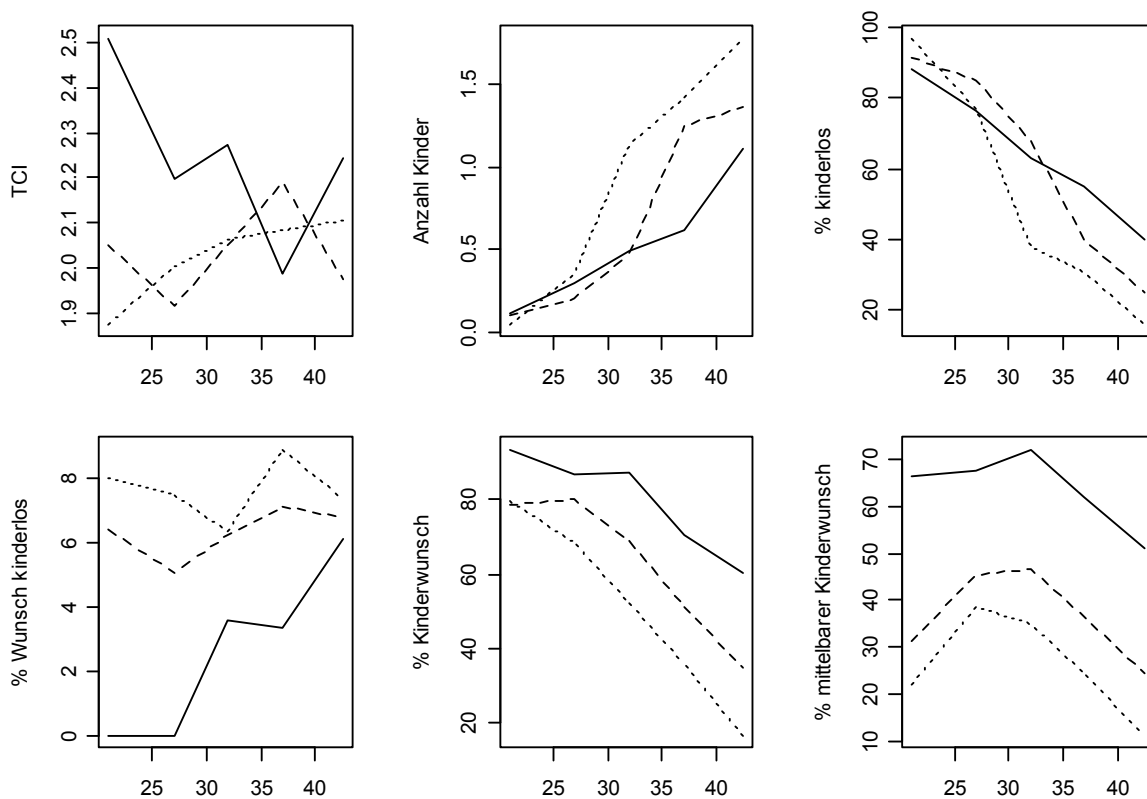 TCI
2.5
2.4
2.3
2.2
2.1
2.0
1.9
25 30 35 40
Anzahl Kinder
1.5
1.0
0.5
0.0
25 30 35 40
% kinderlos
100
80
60
40
20
25 30 35 40
% Wunsch kinderlos
8
6
4
2
0
25 30 35 40
% Kinderwunsch
80
60
40
20
25 30 35 40
% mittelbarer Kinderwunsch
70
60
50
40
30
20
10
25 30 35 40